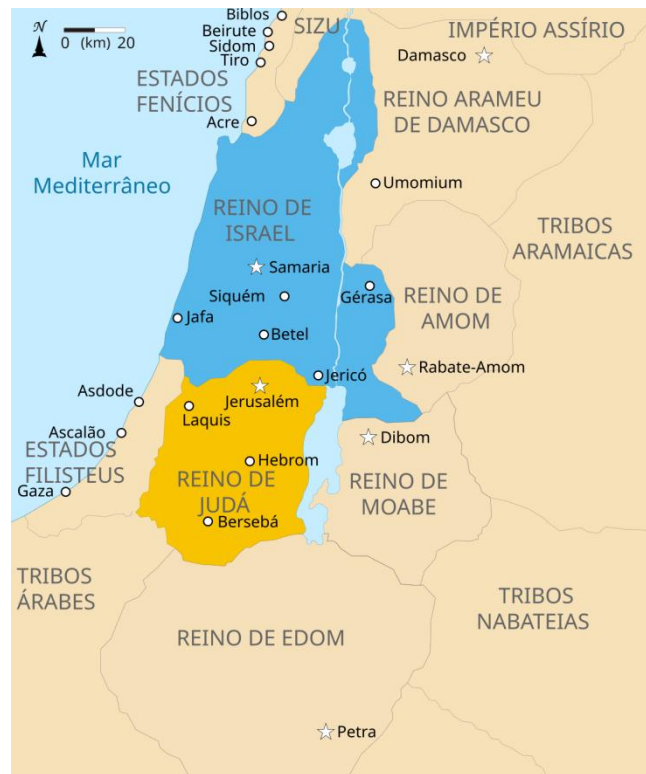 Biblos
Beirute
Sidom
Tiro
SIZU
IMPÉRIO ASSÍRIO
N
0 (km) 20
Damasco
ESTADOS
FENÍCIOS
REINO ARAMEU
DE DAMASCO
Acre
Mar
Mediterrâneo
Umomium
REINO DE
ISRAEL
TRIBOS
ARAMAICAS
Samaria
Siquém
Gérasa
REINO DE
AMOM
Jafa
Betel
Jericó
Rabate-Amom
Asdode
Jerusalém
Laquis
Ascalão
ESTADOS
FILISTEUS
Dibom
Hebrom
Gaza
REINO DE
JUDÁ
REINO DE
MOABE
Bersebá
TRIBOS
ÁRABES
TRIBOS
NABATEIAS
REINO DE EDOM
Petra